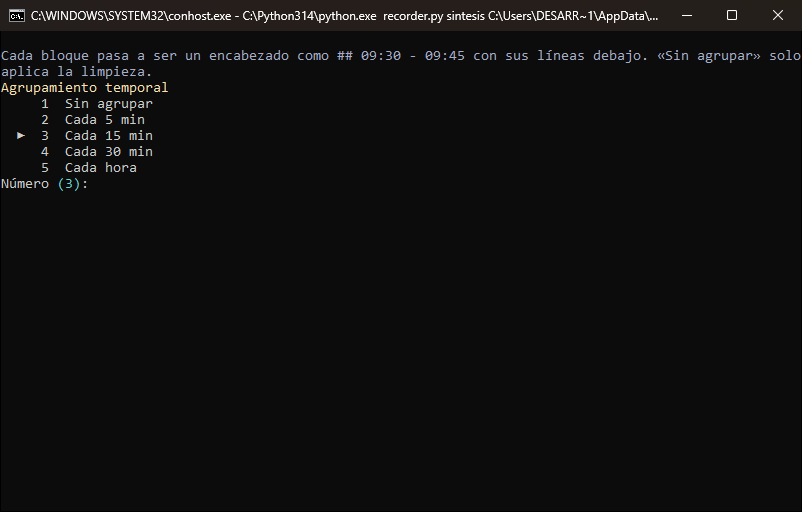 C:\WINDOWS\SYSTEM32\conhost.exe - C:\Python314\python.exe  recorder.py sintesis C:\Users\DESARR~1\AppData\...
Cada bloque pasa a ser un encabezado como ## 09:30 - 09:45 con sus líneas debajo. «Sin agrupar» solo
aplica la limpieza.
Agrupamiento temporal
1  Sin agrupar
2  Cada 5 min
► 3  Cada 15 min
4  Cada 30 min
5  Cada hora
Número (3):